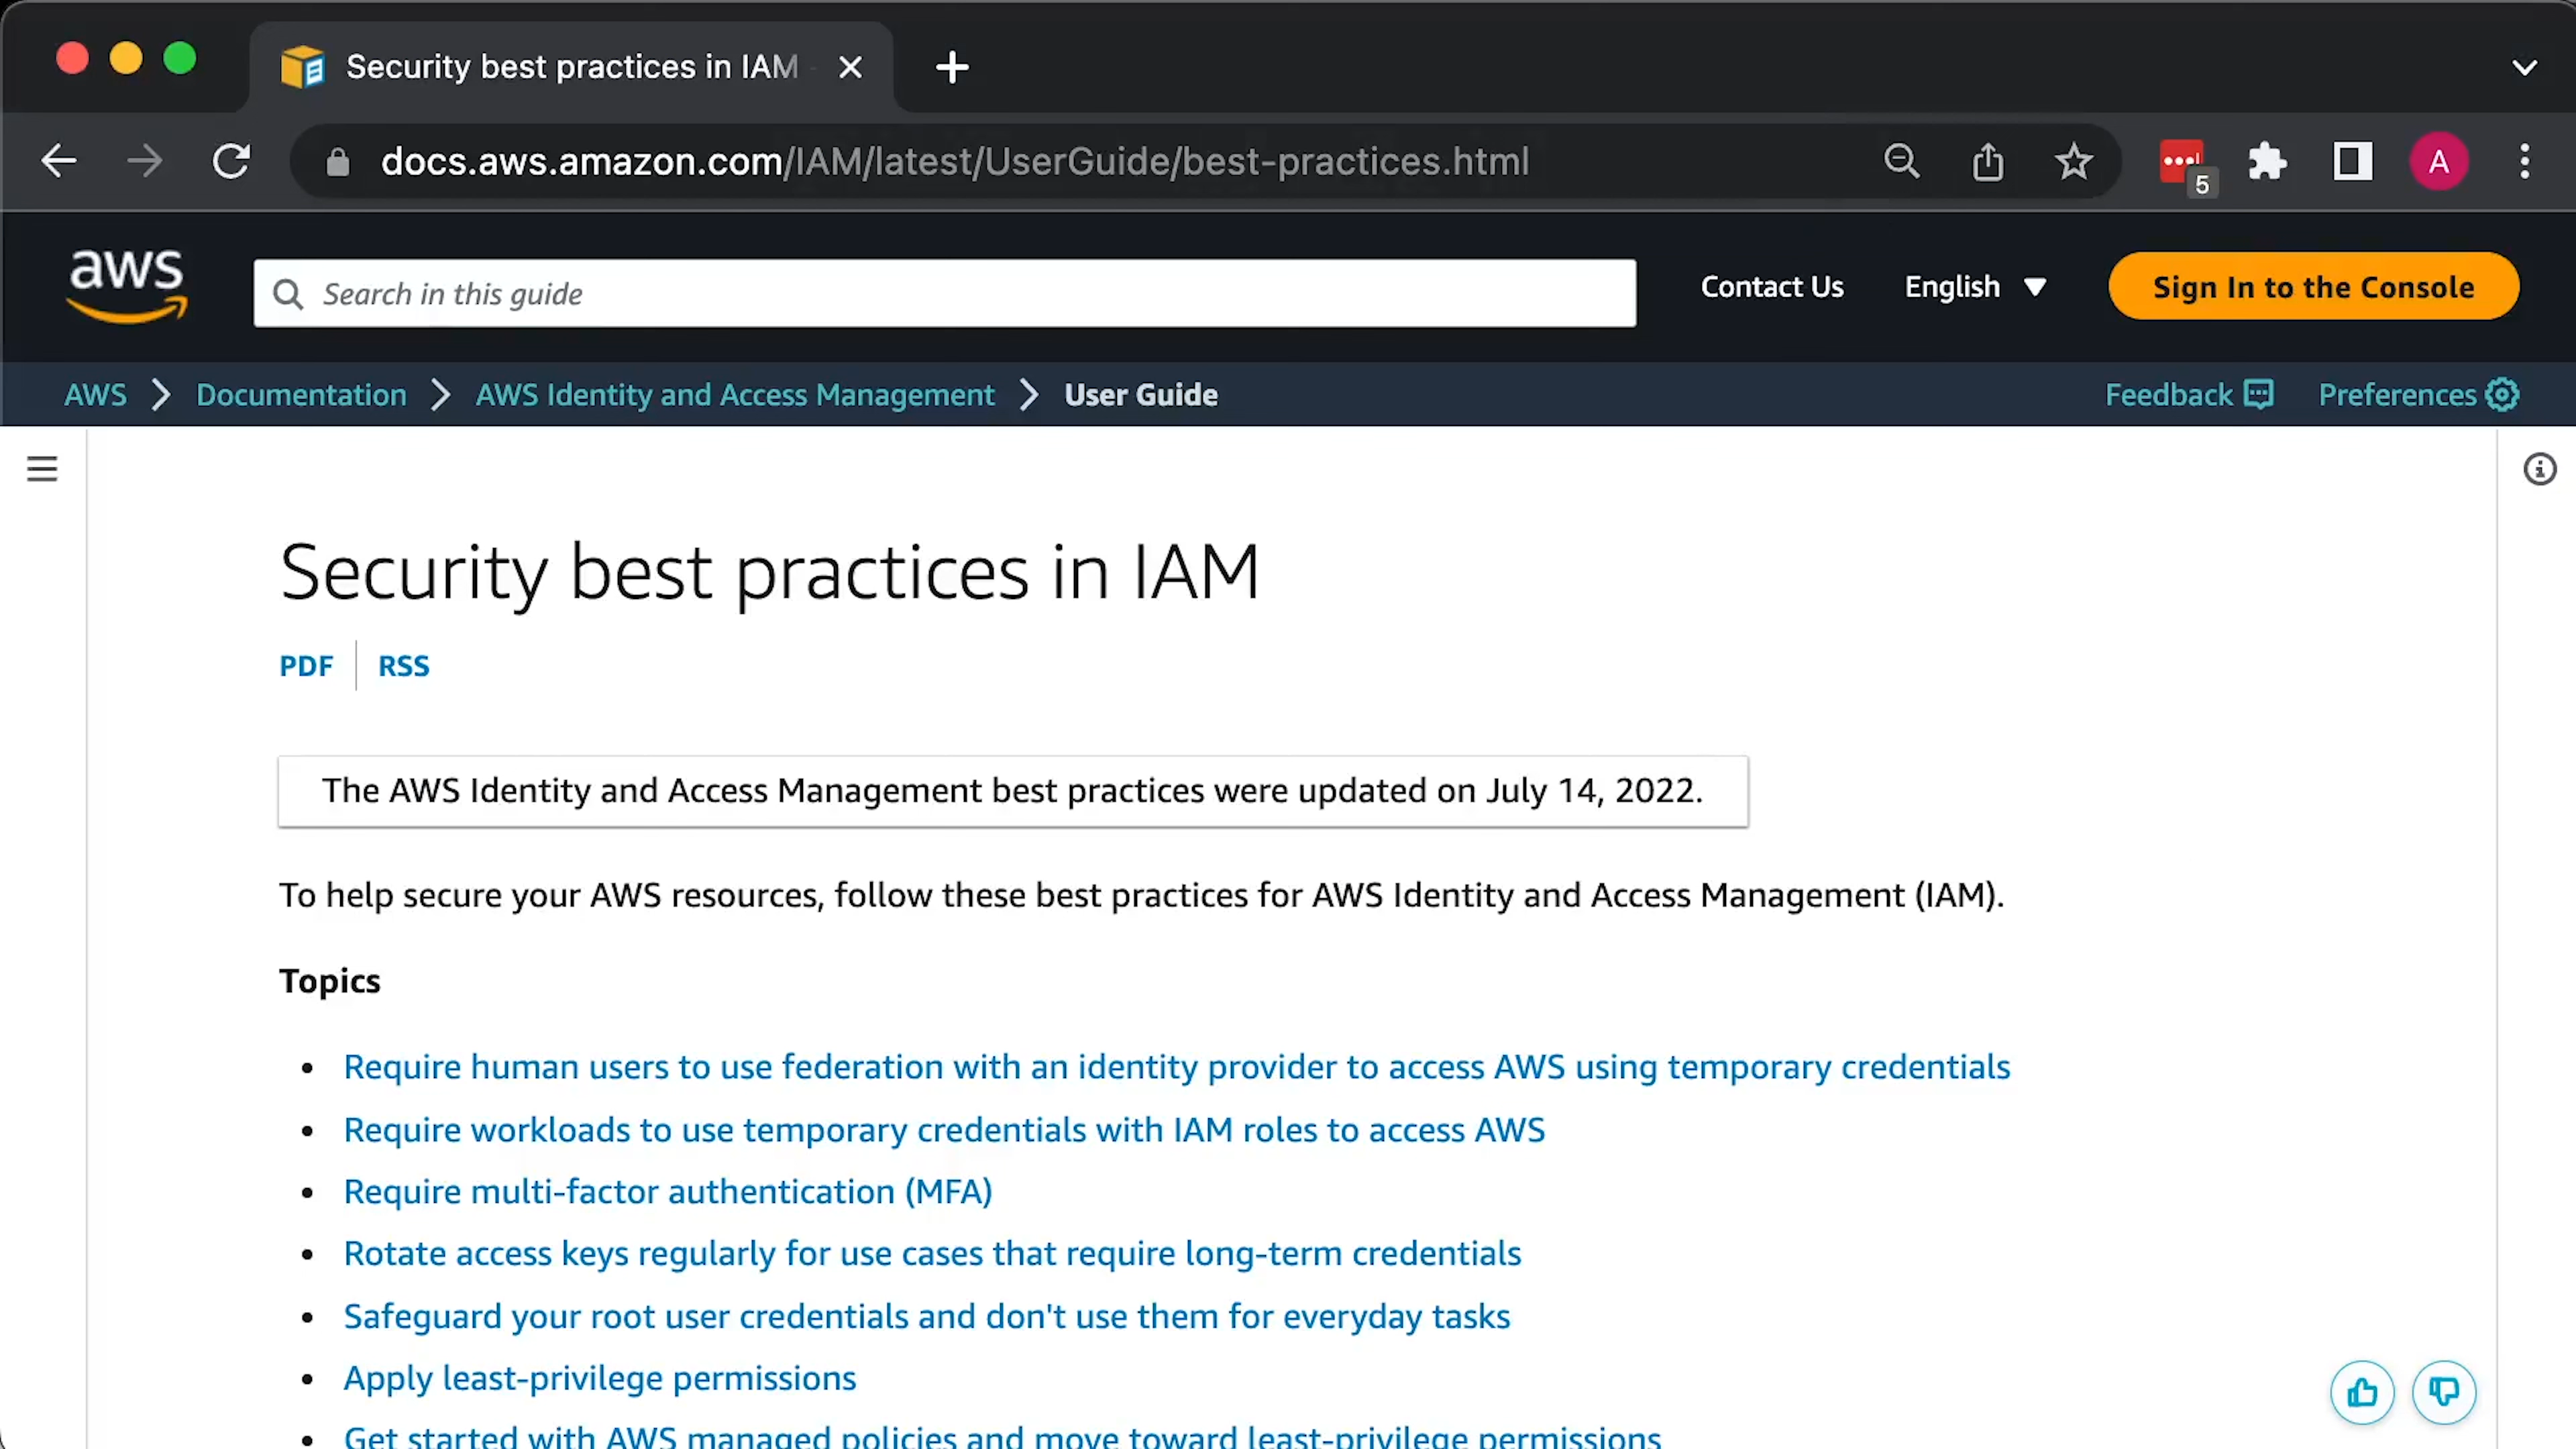 Security best practices in IAM
docs.aws.amazon.com/IAM/latest/UserGuide/best-practices.html
5
A
aws
Search in this guide
Contact Us
English
Sign In to the Console
AWS
Documentation
AWS Identity and Access Management
User Guide
Feedback
Preferences
Security best practices in IAM
PDF
RSS
The AWS Identity and Access Management best practices were updated on July 14, 2022.
To help secure your AWS resources, follow these best practices for AWS Identity and Access Management (IAM).
Topics
• Require human users to use federation with an identity provider to access AWS using temporary credentials
• Require workloads to use temporary credentials with IAM roles to access AWS
• Require multi-factor authentication (MFA)
• Rotate access keys regularly for use cases that require long-term credentials
• Safeguard your root user credentials and don't use them for everyday tasks
• Apply least-privilege permissions
• Get started with AWS managed policies and move toward least-privilege permissions